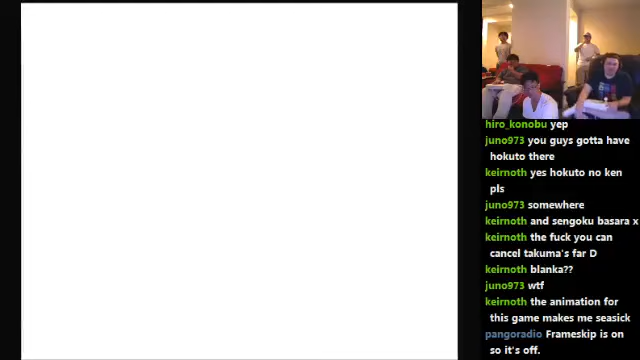 hiro_konobu yep
juno973 you guys gotta have
hokuto there
keirnoth yes hokuto no ken
pls
juno973 somewhere
keirnoth and sengoku basara x
keirnoth the fuck you can
cancel takuma's far D
keirnoth blanka??
juno973 wtf
keirnoth the animation for
this game makes me seasick
pangoradio Frameskip is on
so it's off.